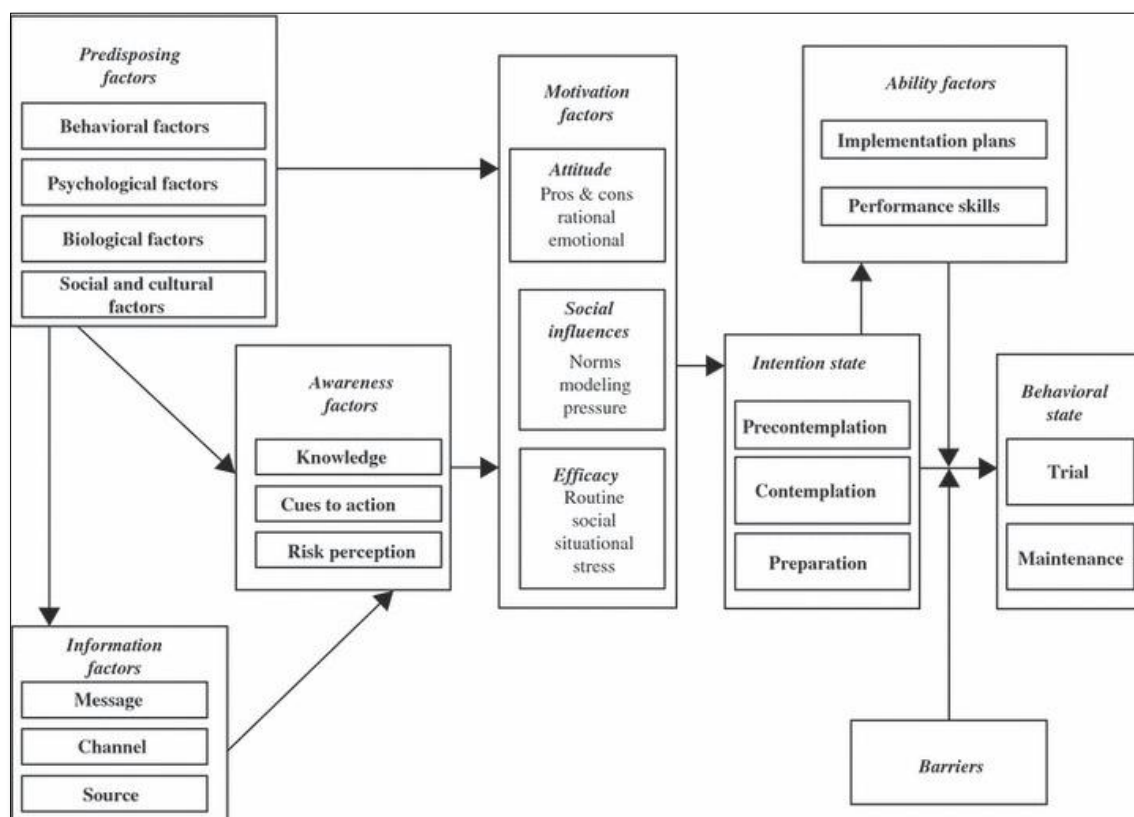 Predisposing
factors
Behavioral factors
Psychological factors
Biological factors
Social and cultural
factors
Information
factors
Message
Channel
Source
Awareness
factors
Knowledge
Cues to action
Risk perception
Motivation
factors
Attitude
Pros & cons
rational
emotional
Social
influences
Norms
modeling
pressure
Efficacy
Routine
social
situational
stress
Ability factors
Implementation plans
Performance skills
Intention state
Precontemplation
Contemplation
Preparation
Behavioral
state
Trial
Maintenance
Barriers